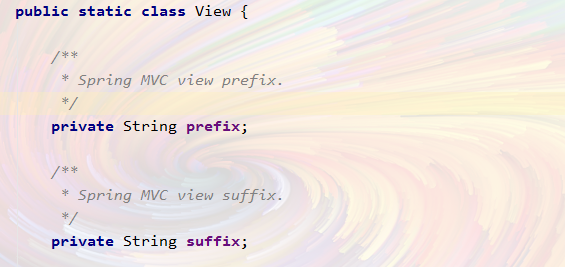 public static class View {
/**
* Spring MVC view prefix.
*/
private String prefix;
/**
* Spring MVC view suffix.
*/
private String suffix;